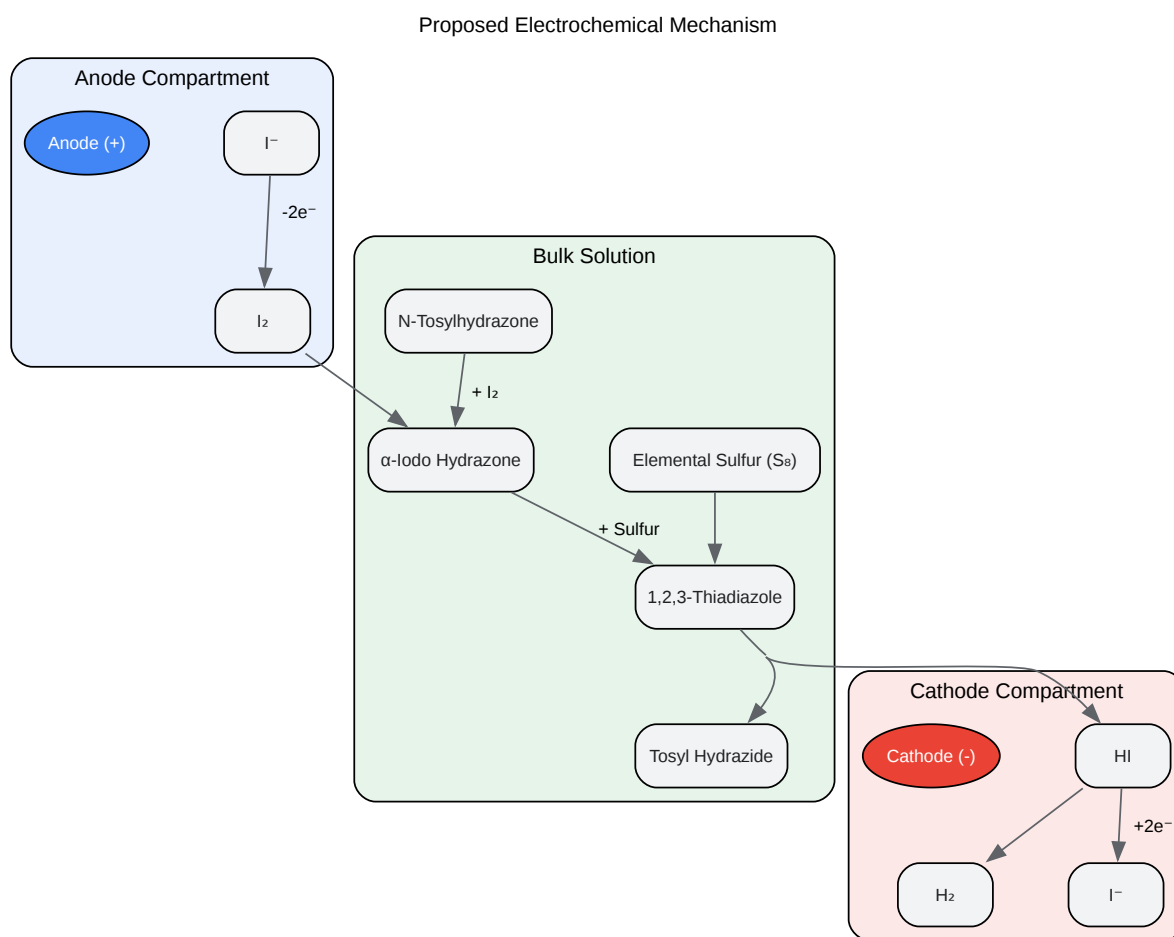 Proposed Electrochemical Mechanism
Anode Compartment
Anode (+)
I⁻
-2e⁻
I₂
Bulk Solution
N-Tosylhydrazone
+ I₂
α-Iodo Hydrazone
Elemental Sulfur (S₈)
+ Sulfur
1,2,3-Thiadiazole
Tosyl Hydrazide
Cathode Compartment
Cathode (-)
HI
+2e⁻
H₂
I⁻